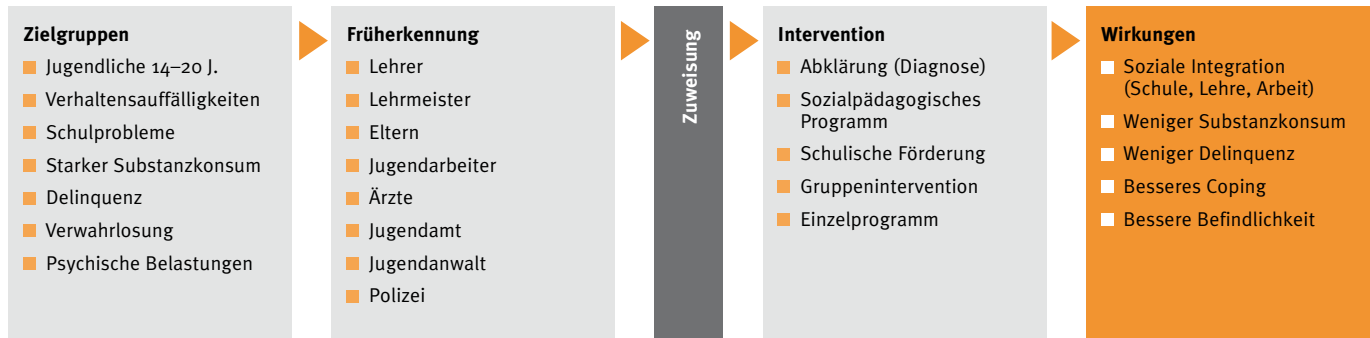 Zielgruppen
Jugendliche 14–20 J.
Verhaltensauffälligkeiten
Schulprobleme
Starker Substanzkonsum
Delinquenz
Verwahrlosung
Psychische Belastungen
Früherkennung
Lehrer
Lehrmeister
Eltern
Jugendarbeiter
Ärzte
Jugendamt
Jugendanwalt
Polizei
Zuweisung
Intervention
Abklärung (Diagnose)
Sozialpädagogisches
Programm
Schulische Förderung
Gruppenintervention
Einzelprogramm
Wirkungen
Soziale Integration
(Schule, Lehre, Arbeit)
Weniger Substanzkonsum
Weniger Delinquenz
Besseres Coping
Bessere Befindlichkeit